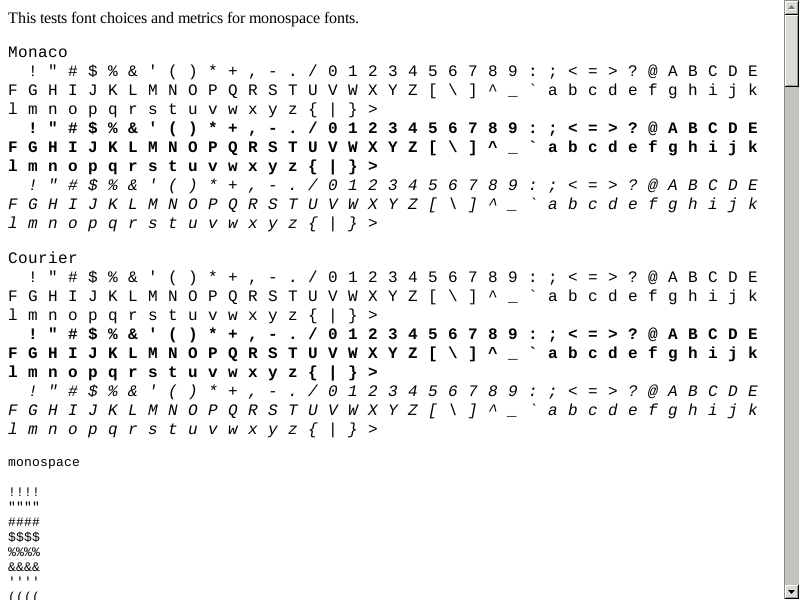 This tests font choices and metrics for monospace fonts.
Monaco
! " # $ % & ' ( ) * + , - . / 0 1 2 3 4 5 6 7 8 9 : ; < = > ? @ A B C D E
F G H I J K L M N O P Q R S T U V W X Y Z [ \ ] ^ _ ` a b c d e f g h i j k
l m n o p q r s t u v w x y z { | } >
! " # $ % & ' ( ) * + , - . / 0 1 2 3 4 5 6 7 8 9 : ; < = > ? @ A B C D E
F G H I J K L M N O P Q R S T U V W X Y Z [ \ ] ^ _ ` a b c d e f g h i j k
l m n o p q r s t u v w x y z { | } >
! " # $ % & ' ( ) * + , - . / 0 1 2 3 4 5 6 7 8 9 : ; < = > ? @ A B C D E
F G H I J K L M N O P Q R S T U V W X Y Z [ \ ] ^ _ ` a b c d e f g h i j k
l m n o p q r s t u v w x y z { | } >
Courier
! " # $ % & ' ( ) * + , - . / 0 1 2 3 4 5 6 7 8 9 : ; < = > ? @ A B C D E
F G H I J K L M N O P Q R S T U V W X Y Z [ \ ] ^ _ ` a b c d e f g h i j k
l m n o p q r s t u v w x y z { | } >
! " # $ % & ' ( ) * + , - . / 0 1 2 3 4 5 6 7 8 9 : ; < = > ? @ A B C D E
F G H I J K L M N O P Q R S T U V W X Y Z [ \ ] ^ _ ` a b c d e f g h i j k
l m n o p q r s t u v w x y z { | } >
! " # $ % & ' ( ) * + , - . / 0 1 2 3 4 5 6 7 8 9 : ; < = > ? @ A B C D E
F G H I J K L M N O P Q R S T U V W X Y Z [ \ ] ^ _ ` a b c d e f g h i j k
l m n o p q r s t u v w x y z { | } >
monospace
!!!!
""""
####
$$$$
%%%%
&&&&
''''
((((